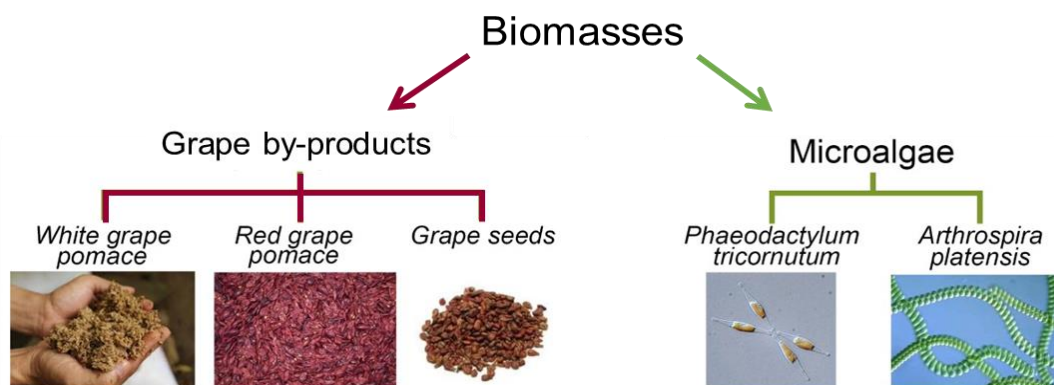 Biomasses
Grape by-products
Microalgae
White grape
pomace
Red grape
pomace
Grape seeds
Phaeodactylum
tricornutum
Arthrospira
platensis